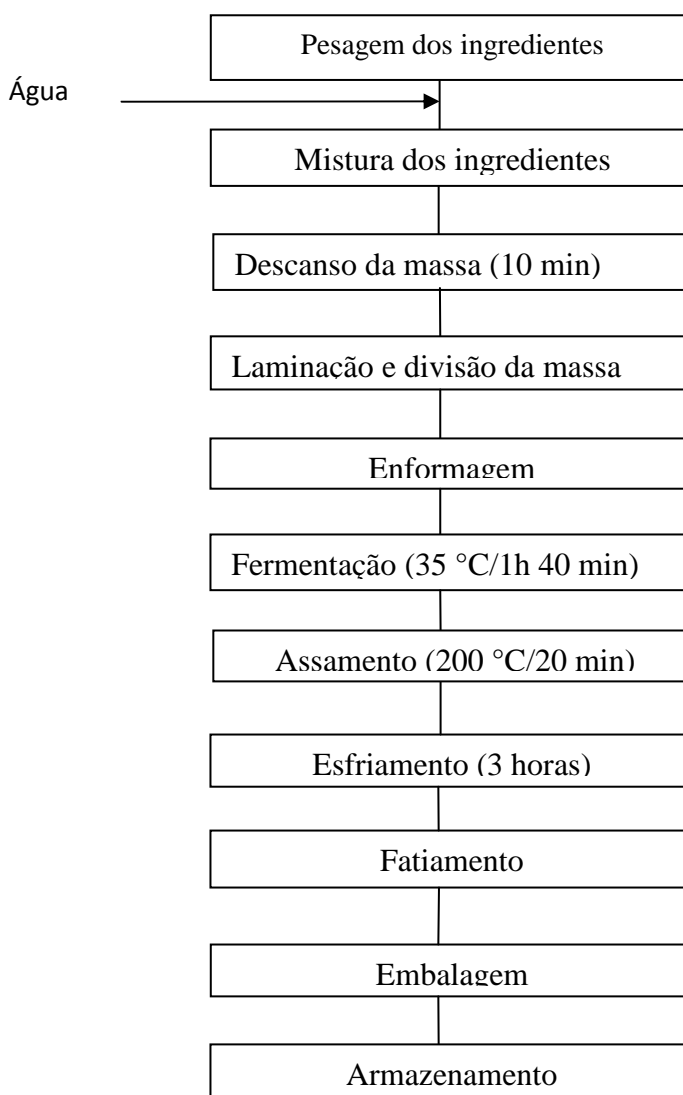 Pesagem dos ingredientes
Água
Mistura dos ingredientes
Descanso da massa (10 min)
Laminação e divisão da massa
Enformagem
Fermentação (35 °C/1h 40 min)
Assamento (200 °C/20 min)
Esfriamento (3 horas)
Fatiamento
Embalagem
Armazenamento